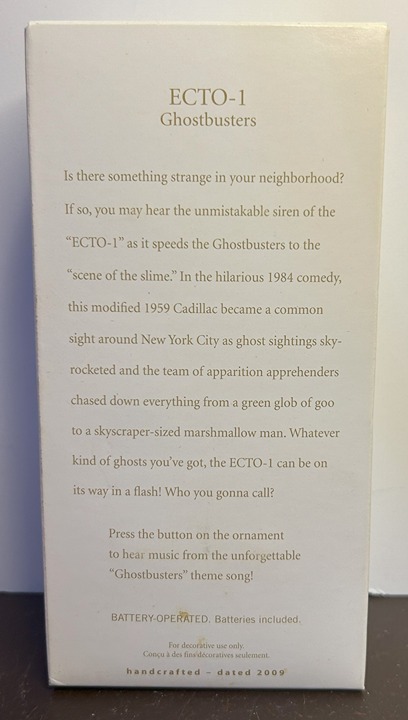 ECTO-1
Ghostbusters
Is there something strange in your neighborhood?
If so, you may hear the unmistakable siren of the
“ECTO-1” as it speeds the Ghostbusters to the
“scene of the slime.” In the hilarious 1984 comedy,
this modified 1959 Cadillac became a common
sight around New York City as ghost sightings sky-
rocketed and the team of apparition apprehenders
chased down everything from a green glob of goo
to a skyscraper-sized marshmallow man. Whatever
kind of ghosts you’ve got, the ECTO-1 can be on
its way in a flash! Who you gonna call?
Press the button on the ornament
to hear music from the unforgettable
“Ghostbusters” theme song!
BATTERY-OPERATED. Batteries included.
For decorative use only.
Conçu à des fins décoratives seulement.
handcrafted – dated 2009